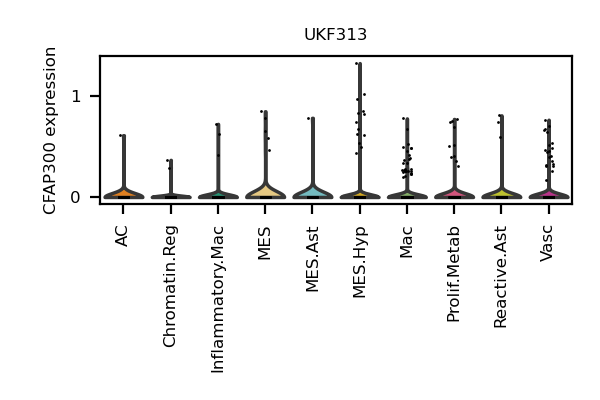 UKF313
CFAP300 expression
1
0
AC
Chromatin.Reg
Inflammatory.Mac
MES
MES.Ast
MES.Hyp
Mac
Prolif.Metab
Reactive.Ast
Vasc